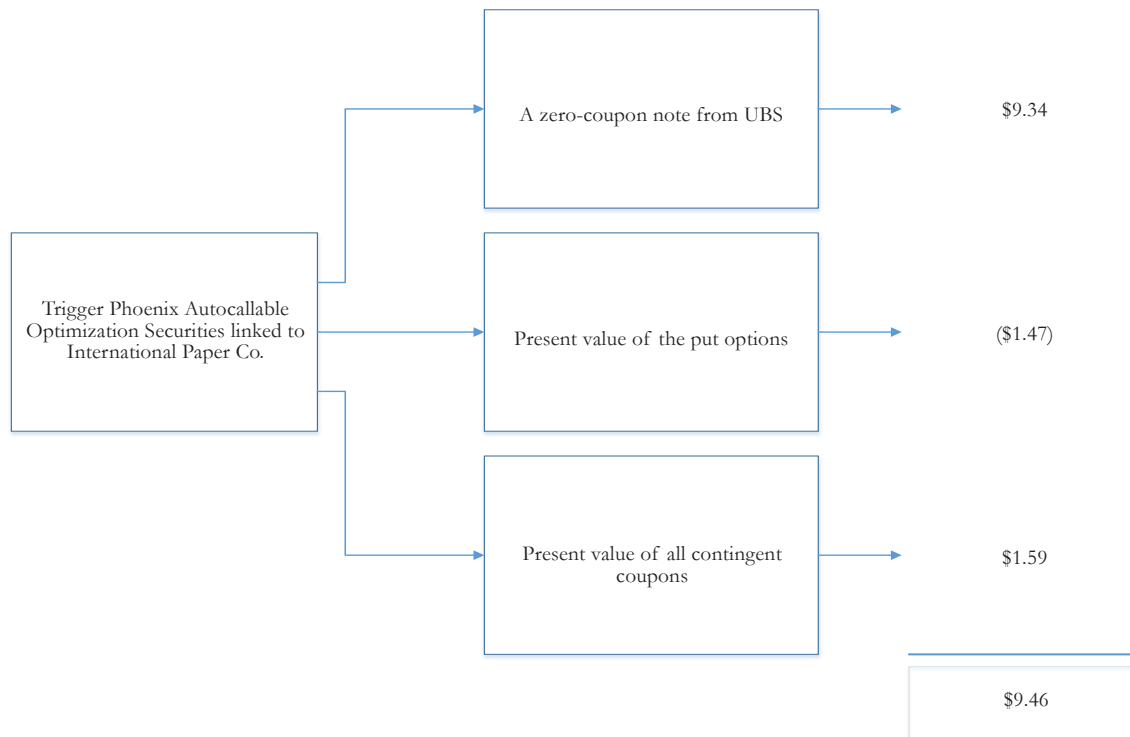 A zero-coupon note from UBS
$9.34
Trigger Phoenix Autocallable
Optimization Securities linked to
International Paper Co.
Present value of the put options
($1.47)
Present value of all contingent
coupons
$1.59
$9.46